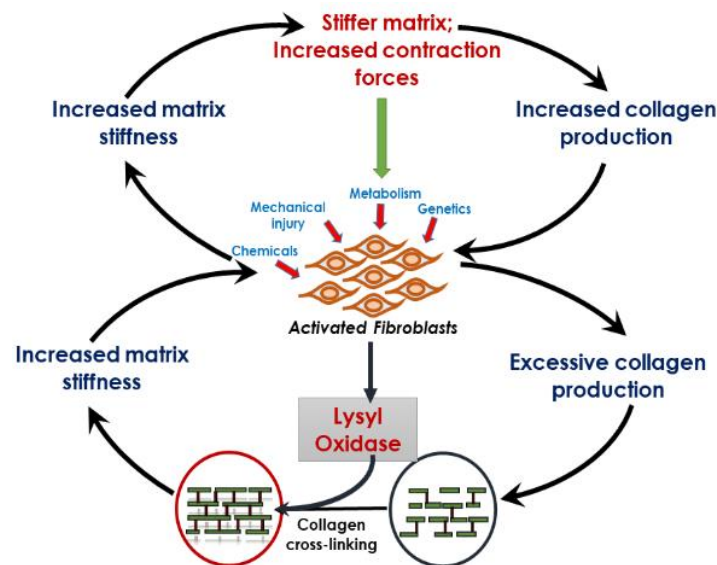 Stiffer matrix;
Increased contraction
forces
Increased matrix
stiffness
Increased collagen
production
Metabolism
Mechanical
injury
Genetics
Chemicals
Activated Fibroblasts
Increased matrix
stiffness
Excessive collagen
production
Lysyl
Oxidase
Collagen
cross-linking